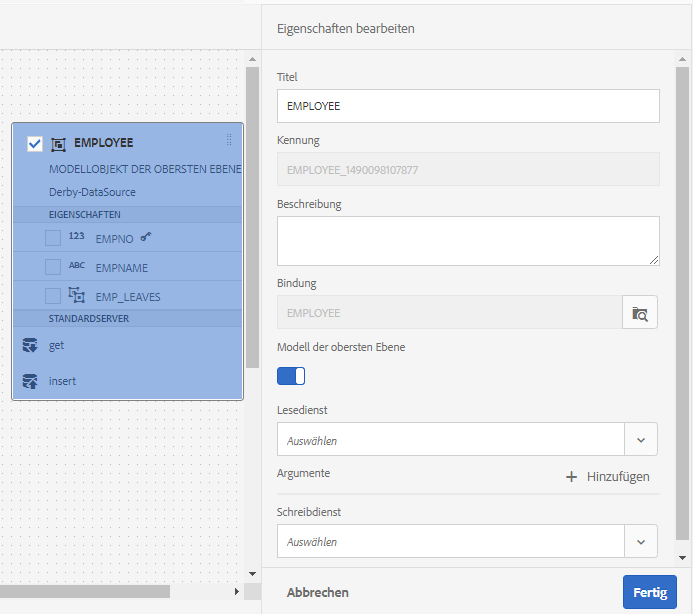 EMPLOYEE
MODELLOBJEKT DER OBERSTEN EBENE
Derby-DataSource
EIGENSCHAFTEN
123 EMPNO
ABC EMPNAME
EMP_LEAVES
STANDARDSERVER
get
insert
Eigenschaften bearbeiten
Titel
EMPLOYEE
Kennung
EMPLOYEE_1490098107877
Beschreibung
Bindung
EMPLOYEE
Modell der obersten Ebene
Lesedienst
Auswählen
Argumente + Hinzufügen
Schreibdienst
Auswählen
Abbrechen Fertig